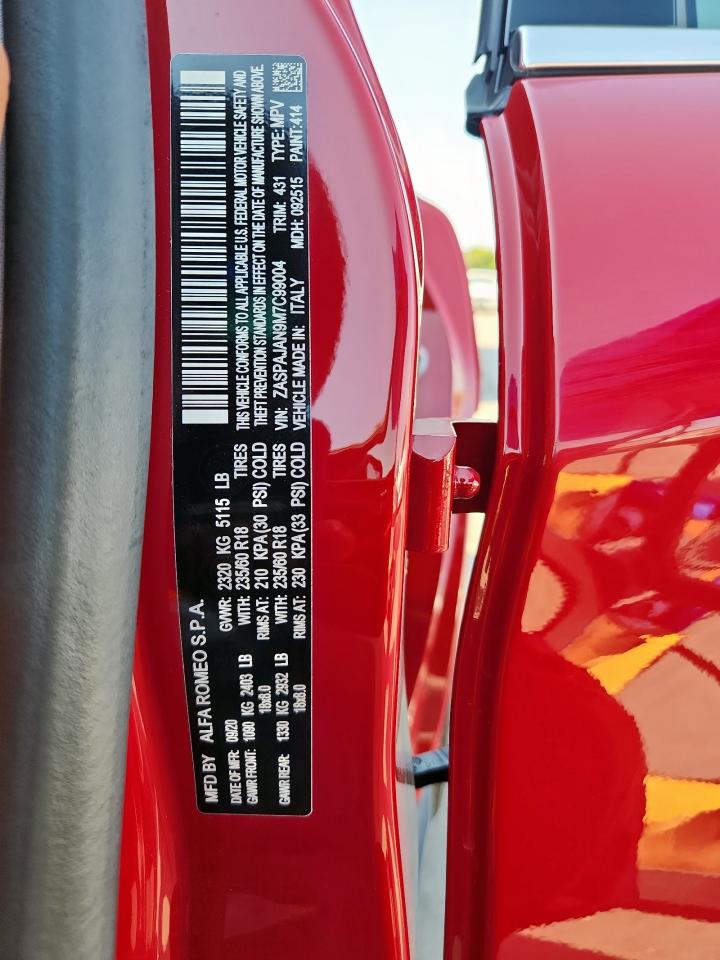 MFD BY ALFA ROMEO S.P.A.
DATE OF MFR: 09/20 GVWR: 2320 KG 5115 LB
GAWR FRONT: 1090 KG 2403 LB WITH: 235/60 R18 TIRES
18x8.0 RIMS AT: 210 KPA(30 PSI) COLD
GAWR REAR: 1330 KG 2932 LB WITH: 235/60 R18 TIRES
18x8.0 RIMS AT: 230 KPA(33 PSI) COLD
THIS VEHICLE CONFORMS TO ALL APPLICABLE U.S. FEDERAL MOTOR VEHICLE SAFETY AND
THEFT PREVENTION STANDARDS IN EFFECT ON THE DATE OF MANUFACTURE SHOWN ABOVE.
VIN: ZASPAJAN9M7C99004 TRIM: 431 TYPE:MPV
VEHICLE MADE IN: ITALY MDH: 092515 PAINT:414